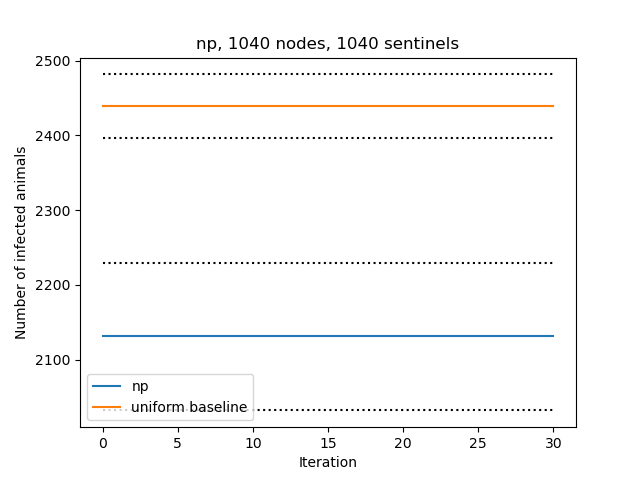 np, 1040 nodes, 1040 sentinels
2500
2400
2300
2200
2100
Number of infected animals
np
uniform baseline
0 5 10 15 20 25 30
Iteration